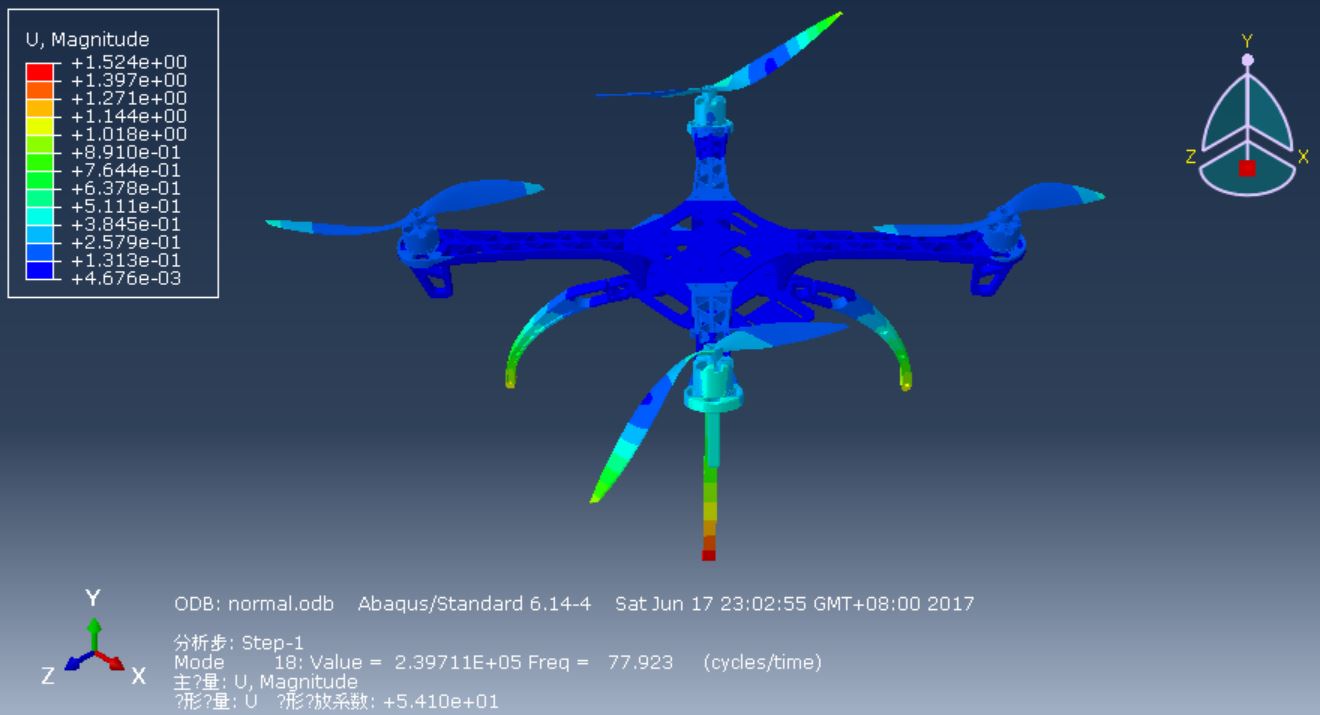 U, Magnitude
+1.524e+00
+1.397e+00
+1.271e+00
+1.144e+00
+1.018e+00
+8.910e-01
+7.644e-01
+6.378e-01
+5.111e-01
+3.845e-01
+2.579e-01
+1.313e-01
+4.676e-03
Y
Z
X
Y
Z
X
ODB: normal.odb Abaqus/Standard 6.14-4 Sat Jun 17 23:02:55 GMT+08:00 2017
分析步: Step-1
Mode 18: Value = 2.39711E+05 Freq = 77.923 (cycles/time)
主?量: U, Magnitude
?形?量: U ?形?放系数: +5.410e+01